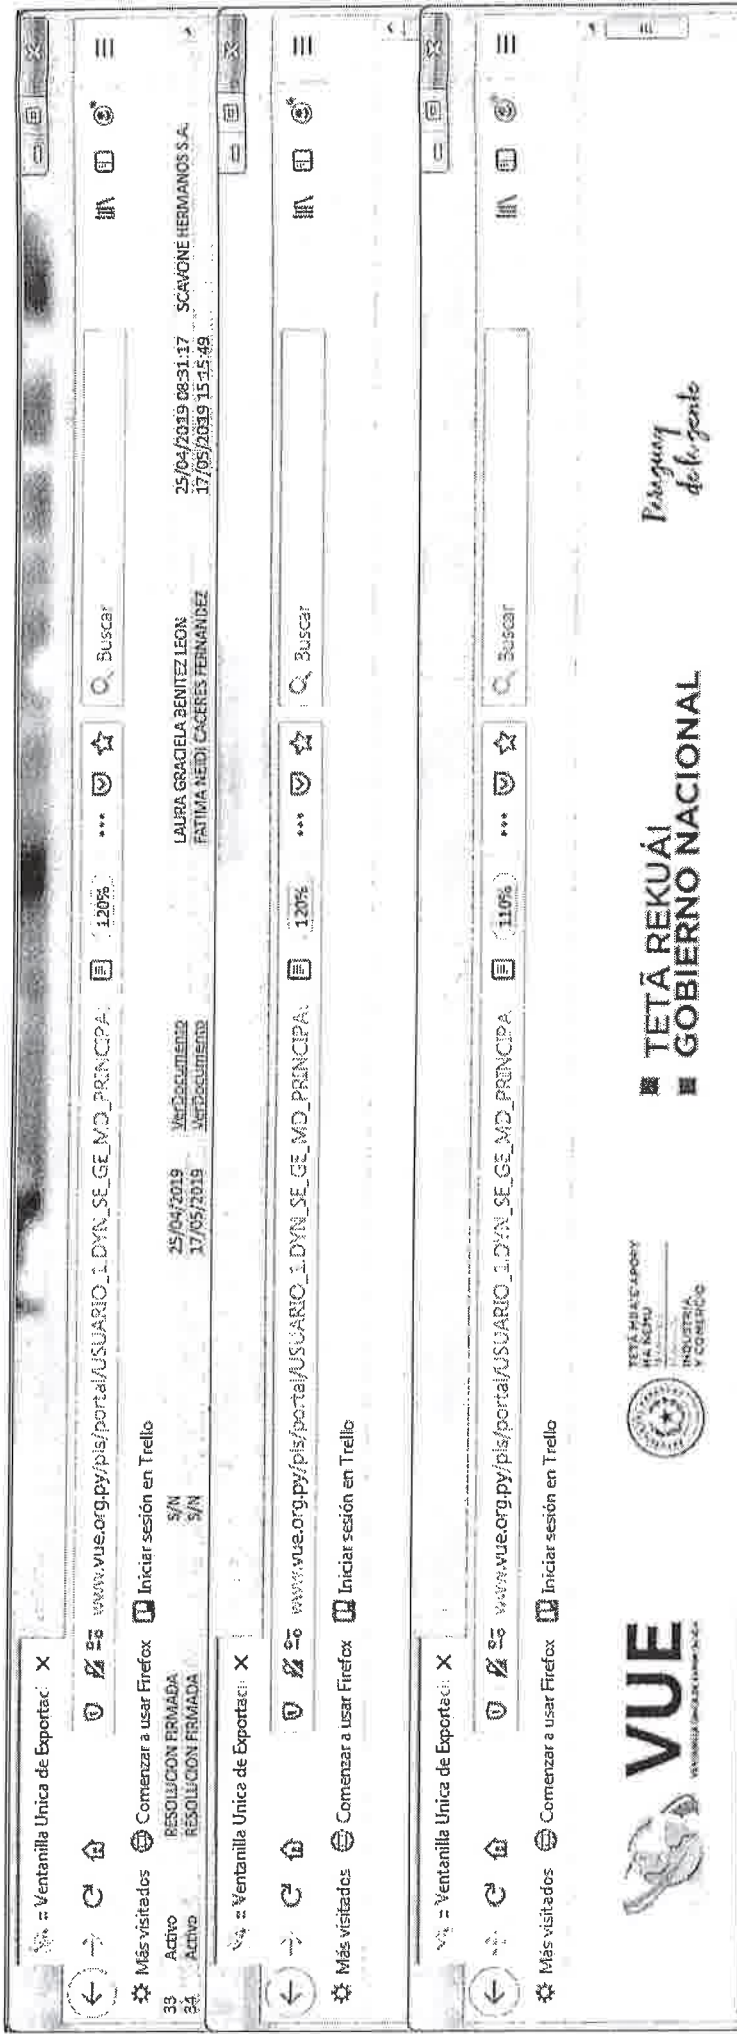 = Ventanilla Unica de Exportaci
www.vue.org.py/pls/portal/USUARIO_1.DYN_SE_GE_MD_PRINCIPA
120%
Buscar
Más visitados Comenzar a usar Firefox Iniciar sesión en Trello
33 Activo RESOLUCION FIRMADA S/N 25/04/2019 VerDocumento LAURA GRACIELA BENITEZ LEON 25/04/2019 08:31:17 SCAVONE HERMANOS S.A.
34 Activo RESOLUCION FIRMADA S/N 17/05/2019 VerDocumento FATIMA NEIDI CACERES FERNANDEZ 17/05/2019 15:15:49
= Ventanilla Unica de Exportaci
www.vue.org.py/pls/portal/USUARIO_1.DYN_SE_GE_MD_PRINCIPA
120%
Buscar
Más visitados Comenzar a usar Firefox Iniciar sesión en Trello
= Ventanilla Unica de Exportaci
www.vue.org.py/pls/portal/USUARIO_1.DYN_SE_GE_MD_PRINCIPA
110%
Buscar
Más visitados Comenzar a usar Firefox Iniciar sesión en Trello
VUE
INDUSTRIA
Y COMERCIO
TETÃ REKUÁI
GOBIERNO NACIONAL
Paraguay
de la gente